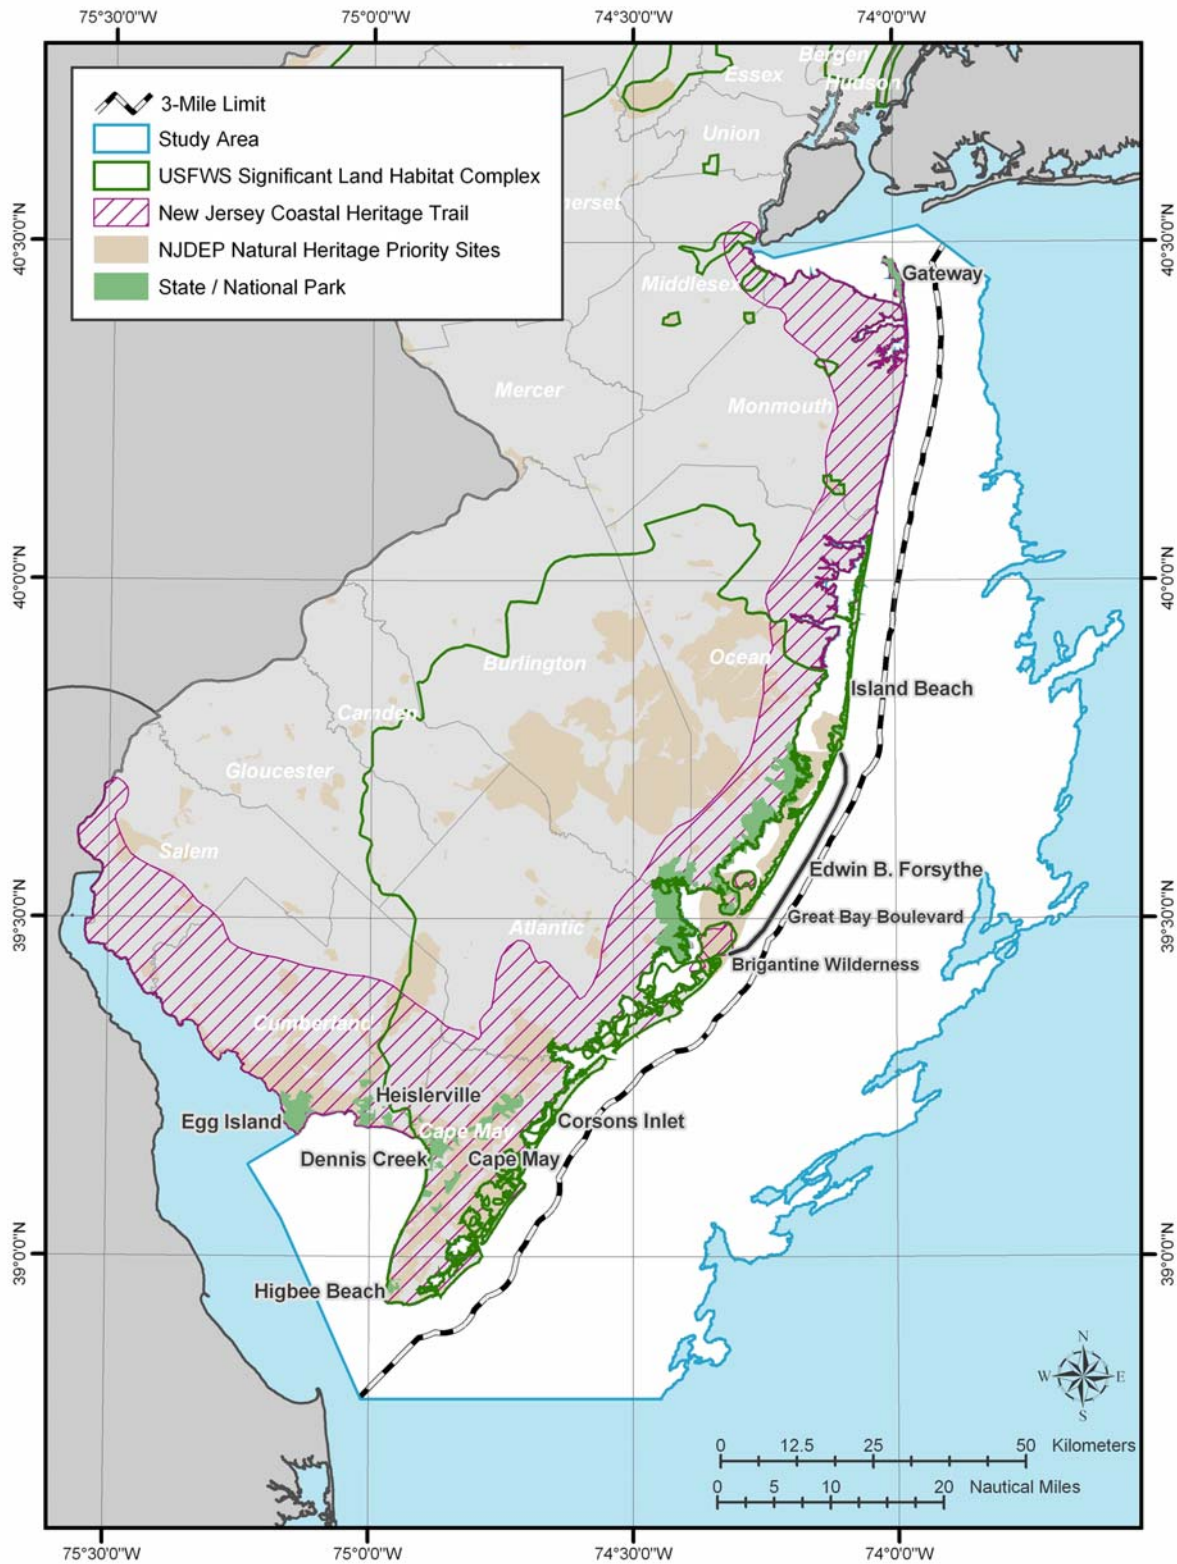 75°30'0"W 75°0'0"W 74°30'0"W 74°0'0"W
3-Mile Limit
Study Area
USFWS Significant Land Habitat Complex
New Jersey Coastal Heritage Trail
NJDEP Natural Heritage Priority Sites
State / National Park
Bergen
Essex
Hudson
Union
40°30'0"N
40°30'0"N
Gateway
Middlesex
Mercer
Monmouth
40°0'0"N
40°0'0"N
Burlington
Ocean
Island Beach
Camden
Gloucester
Salem
Edwin B. Forsythe
39°30'0"N
39°30'0"N
Great Bay Boulevard
Atlantic
Brigantine Wilderness
Cumberland
Heislerville
Egg Island
Corsons Inlet
Cape May
Dennis Creek
Cape May
39°0'0"N
39°0'0"N
Higbee Beach
N
W E
S
0 12.5 25 50 Kilometers
0 5 10 20 Nautical Miles
75°30'0"W 75°0'0"W 74°30'0"W 74°0'0"W